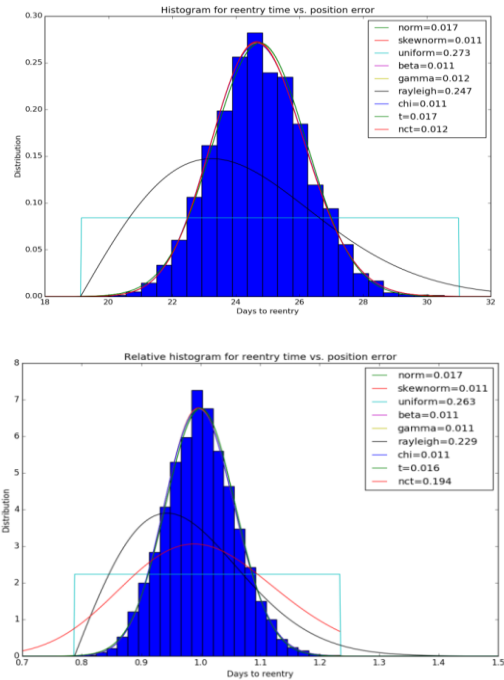 Histogram for reentry time vs. position error
0.30
0.25
0.20
0.15
0.10
0.05
0.00
Distribution
norm=0.017
skewnorm=0.011
uniform=0.273
beta=0.011
gamma=0.012
rayleigh=0.247
chi=0.011
t=0.017
nct=0.012
18 20 22 24 26 28 30 32
Days to reentry
Relative histogram for reentry time vs. position error
8
7
6
5
4
3
2
1
0
Distribution
norm=0.017
skewnorm=0.011
uniform=0.263
beta=0.011
gamma=0.011
rayleigh=0.229
chi=0.011
t=0.016
nct=0.194
0.7 0.8 0.9 1.0 1.1 1.2 1.3 1.4 1.5
Days to reentry